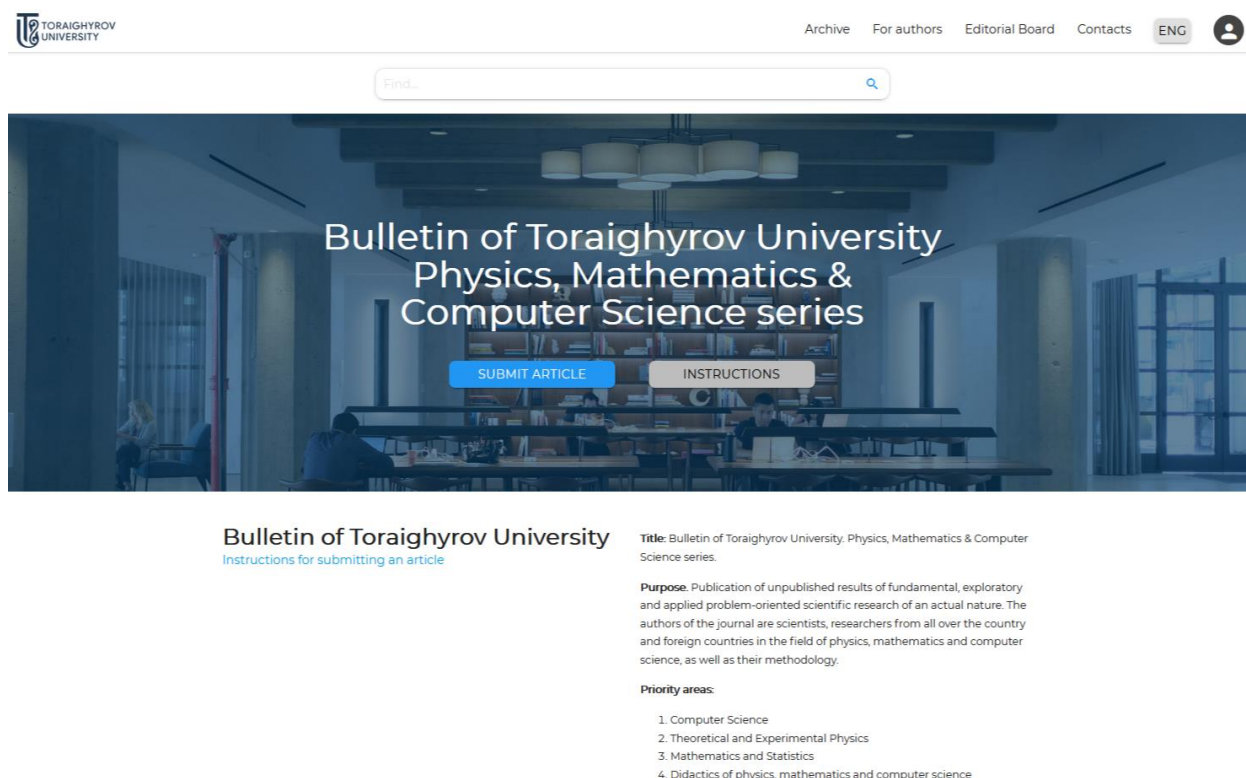 TORAIGHYROV
UNIVERSITY
Archive For authors Editorial Board Contacts ENG
Find...
Bulletin of Toraighyrov University
Physics, Mathematics &
Computer Science series
SUBMIT ARTICLE INSTRUCTIONS
Bulletin of Toraighyrov University
Instructions for submitting an article
Title: Bulletin of Toraighyrov University. Physics, Mathematics & Computer
Science series.
Purpose. Publication of unpublished results of fundamental, exploratory
and applied problem-oriented scientific research of an actual nature. The
authors of the journal are scientists, researchers from all over the country
and foreign countries in the field of physics, mathematics and computer
science, as well as their methodology.
Priority areas:
1. Computer Science
2. Theoretical and Experimental Physics
3. Mathematics and Statistics
4. Didactics of physics, mathematics and computer science